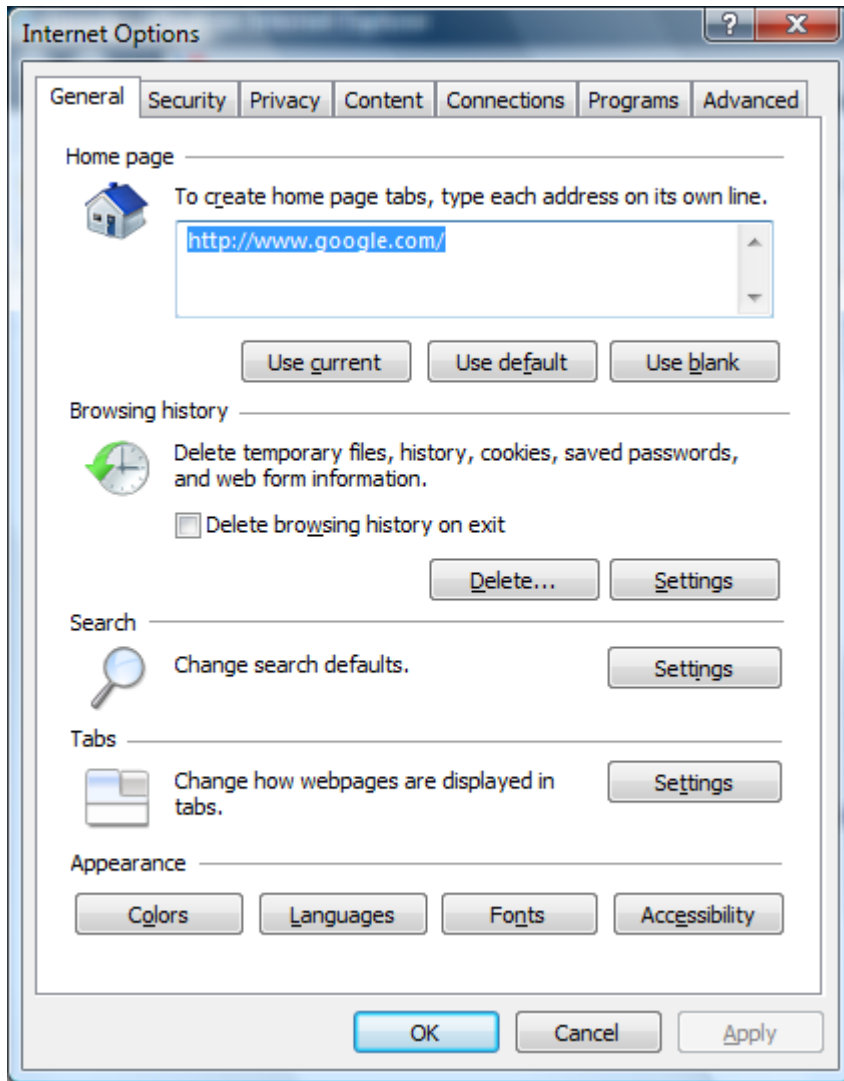 Internet Options
?
X
General Security Privacy Content Connections Programs Advanced
Home page
To create home page tabs, type each address on its own line.
http://www.google.com/
Use current Use default Use blank
Browsing history
Delete temporary files, history, cookies, saved passwords,
and web form information.
Delete browsing history on exit
Delete... Settings
Search
Change search defaults. Settings
Tabs
Change how webpages are displayed in
tabs.
Settings
Appearance
Colors Languages Fonts Accessibility
OK Cancel Apply